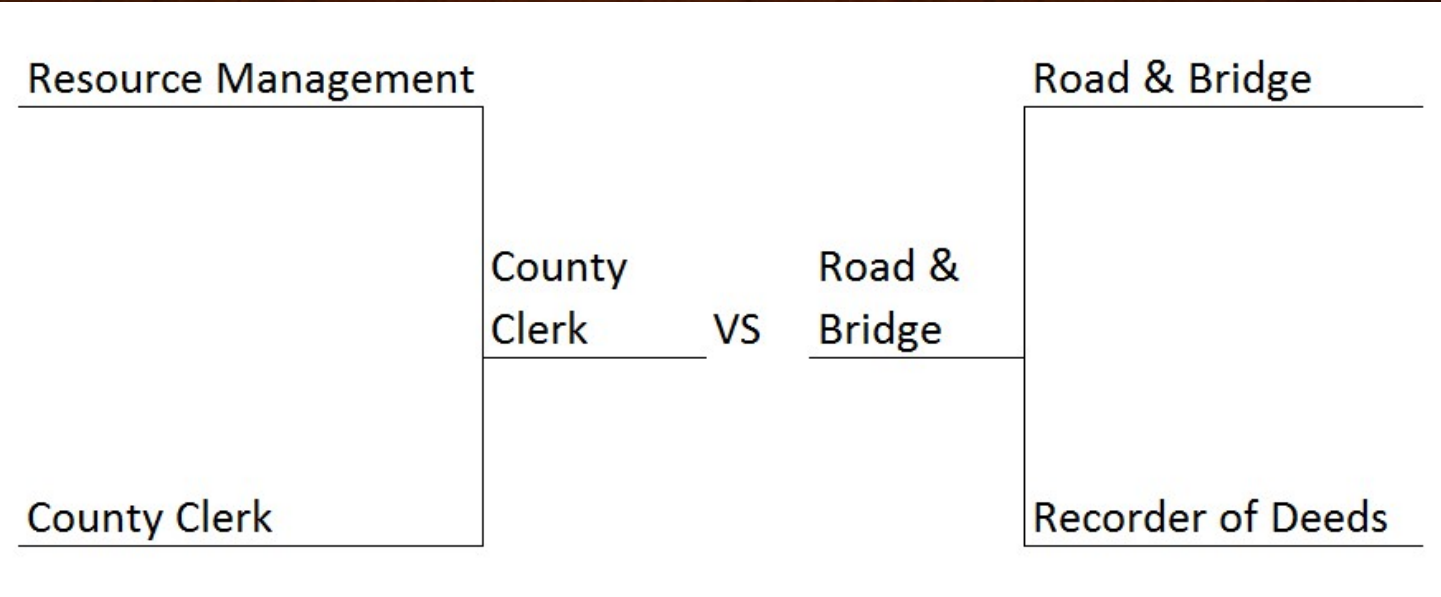 Resource Management
Road & Bridge
County
Clerk
VS
Road &
Bridge
County Clerk
Recorder of Deeds